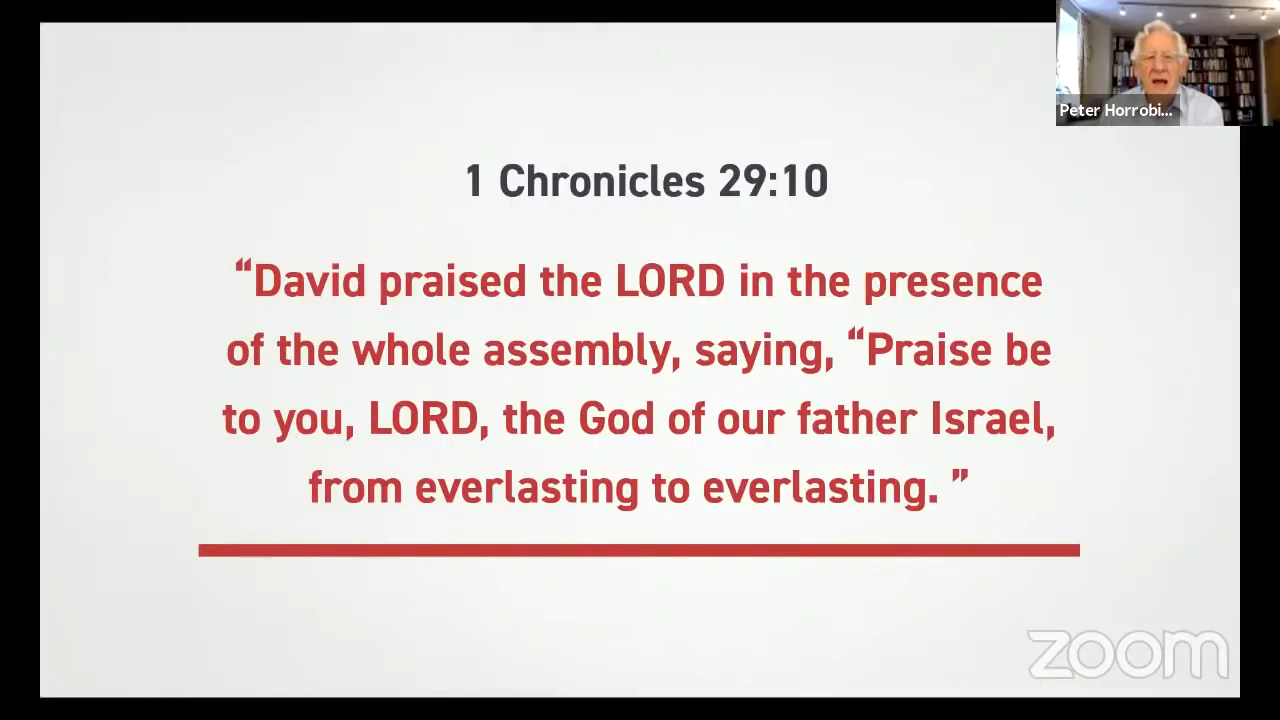 Peter Horrobi...
1 Chronicles 29:10
“David praised the LORD in the presence
of the whole assembly, saying, “Praise be
to you, LORD, the God of our father Israel,
from everlasting to everlasting. ”
zoom